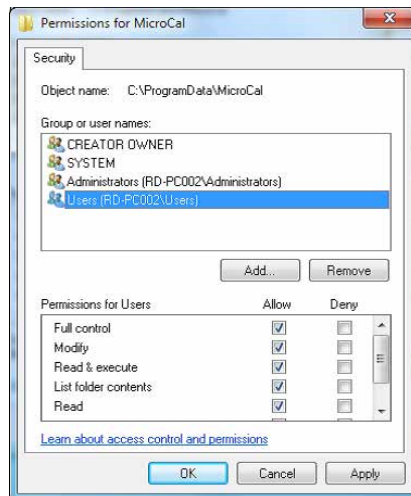 Permissions for MicroCal
Security
Object name: C:\ProgramData\MicroCal
Group or user names:
CREATOR OWNER
SYSTEM
Administrators (RD-PC002\Administrators)
Users (RD-PC002\Users)
Add... Remove
Permissions for Users Allow Deny
Full control
Modify
Read & execute
List folder contents
Read
Learn about access control and permissions
OK Cancel Apply